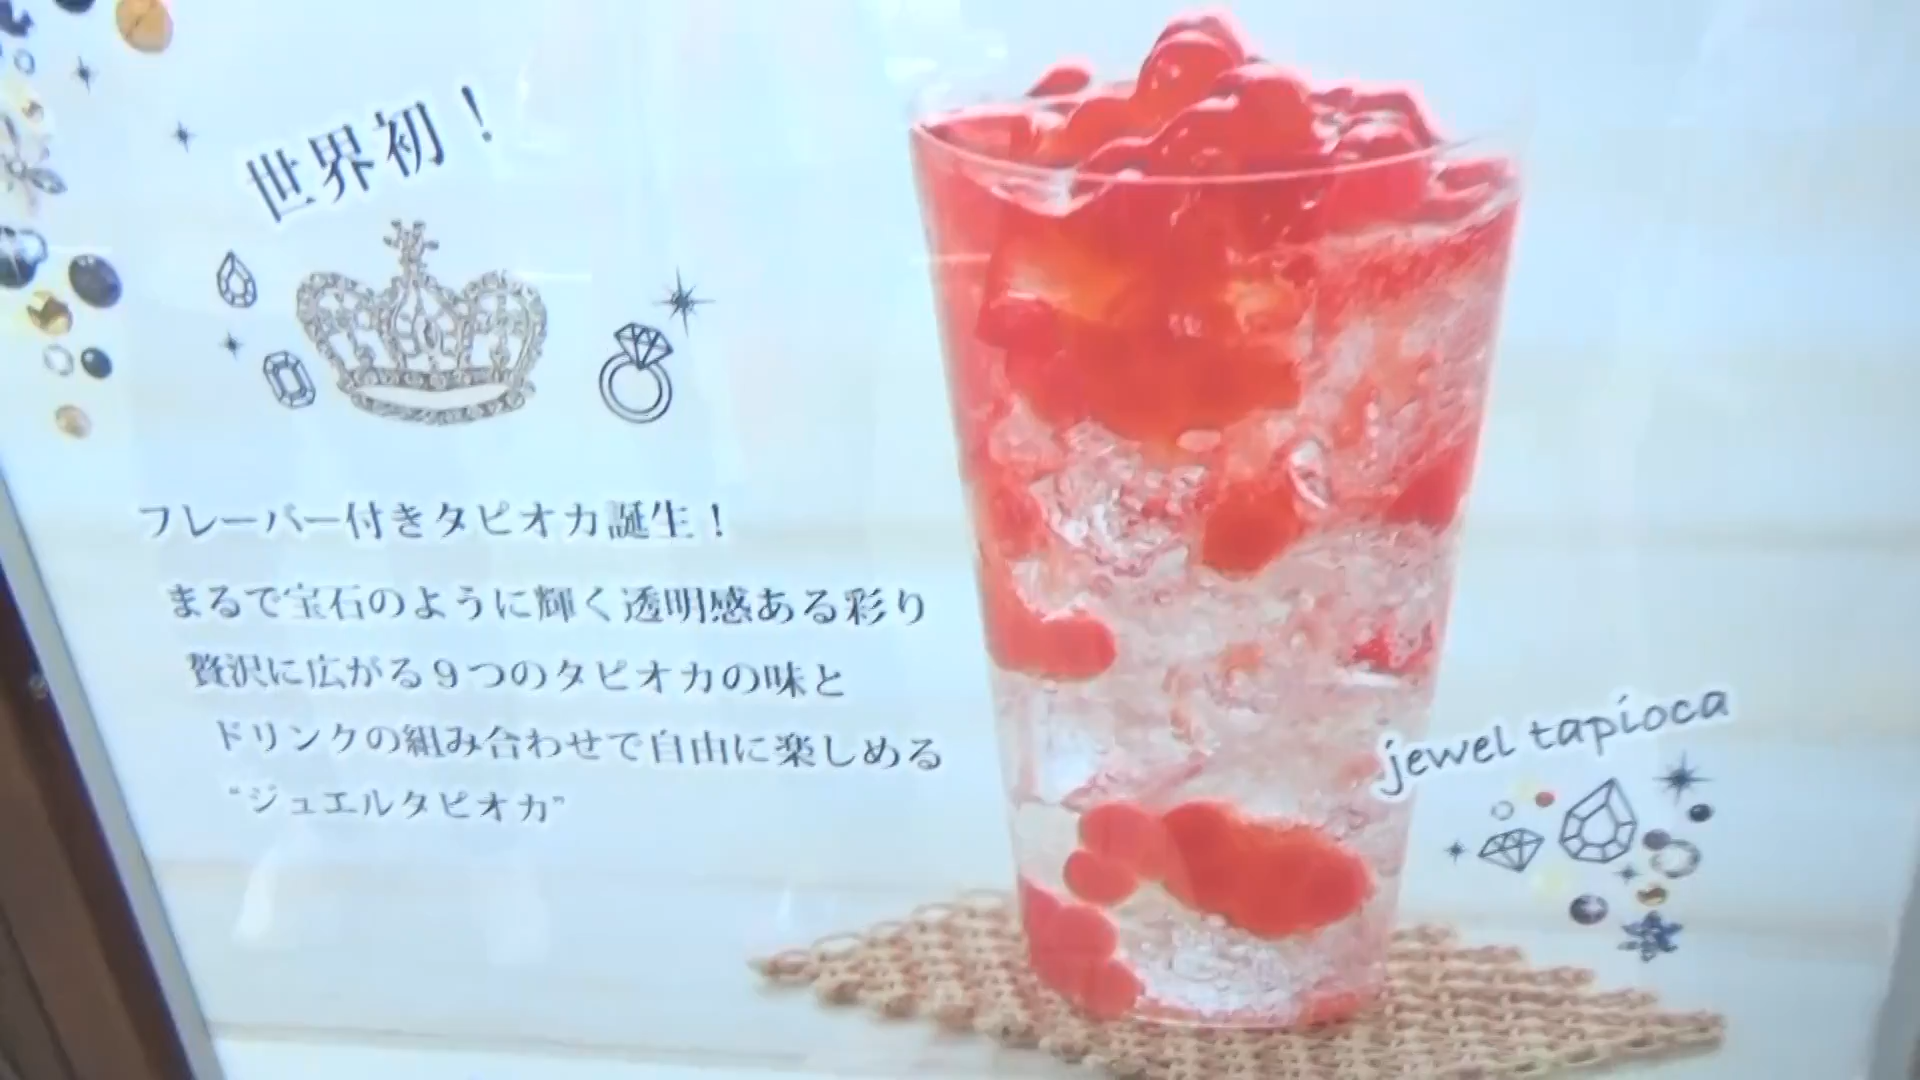 世界初！
フレーバー付きタピオカ誕生！
まるで宝石のように輝く透明感ある彩り
贅沢に広がる９つのタピオカの味と
ドリンクの組み合わせで自由に楽しめる
“ジュエルタピオカ”
jewel tapioca